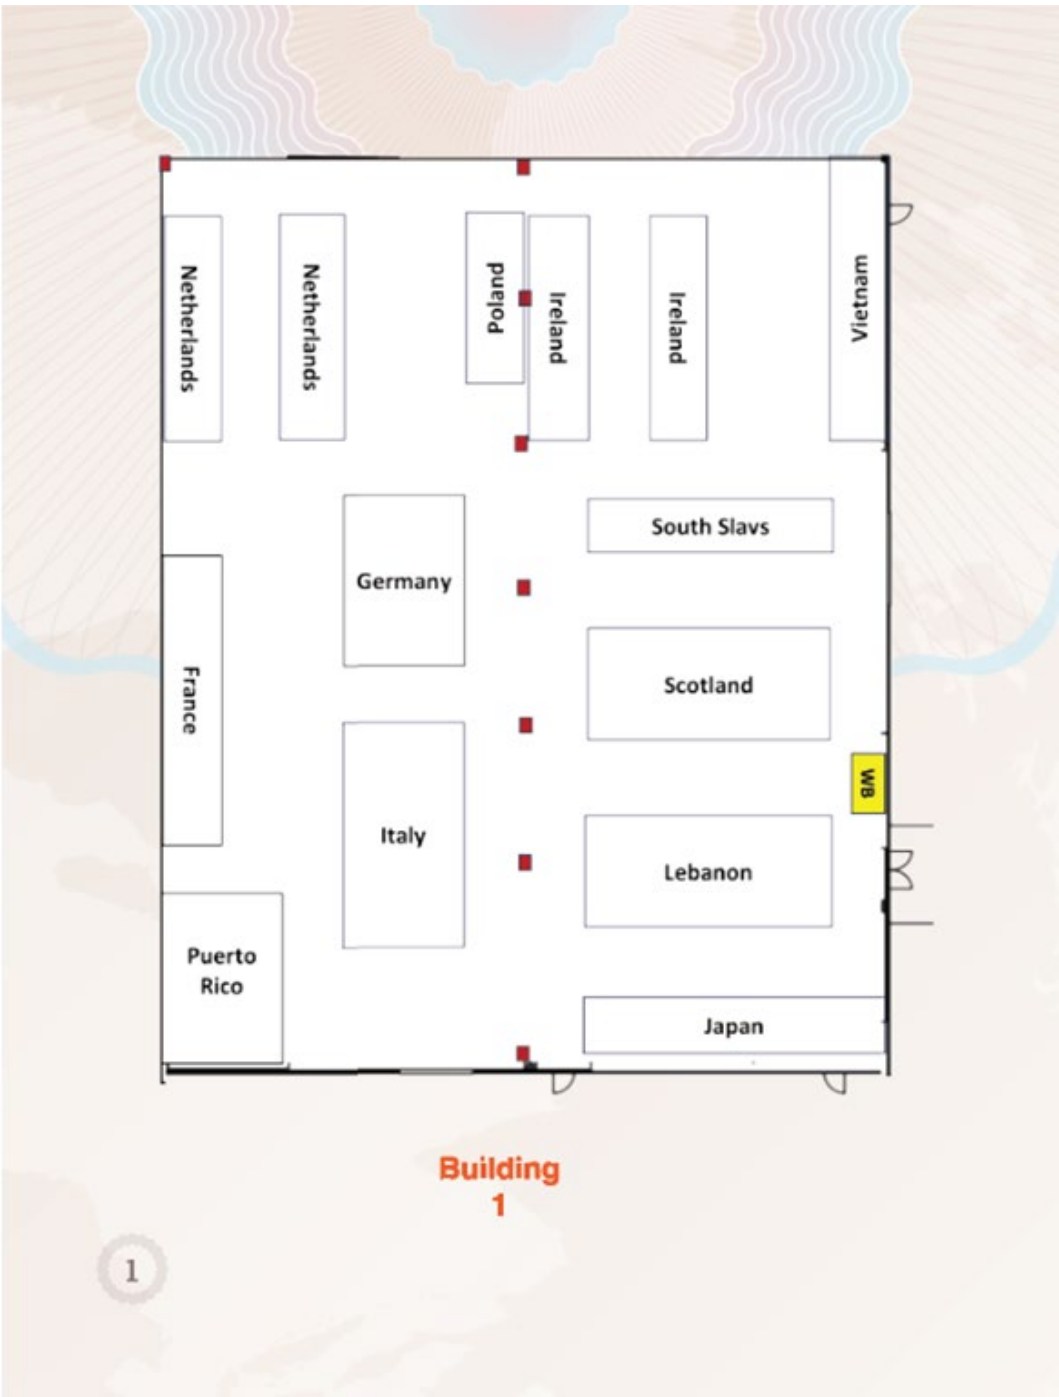 Netherlands
Netherlands
Poland
Ireland
Ireland
Vietnam
South Slavs
Germany
Scotland
France
WB
Italy
Lebanon
Puerto
Rico
Japan
Building
1
1